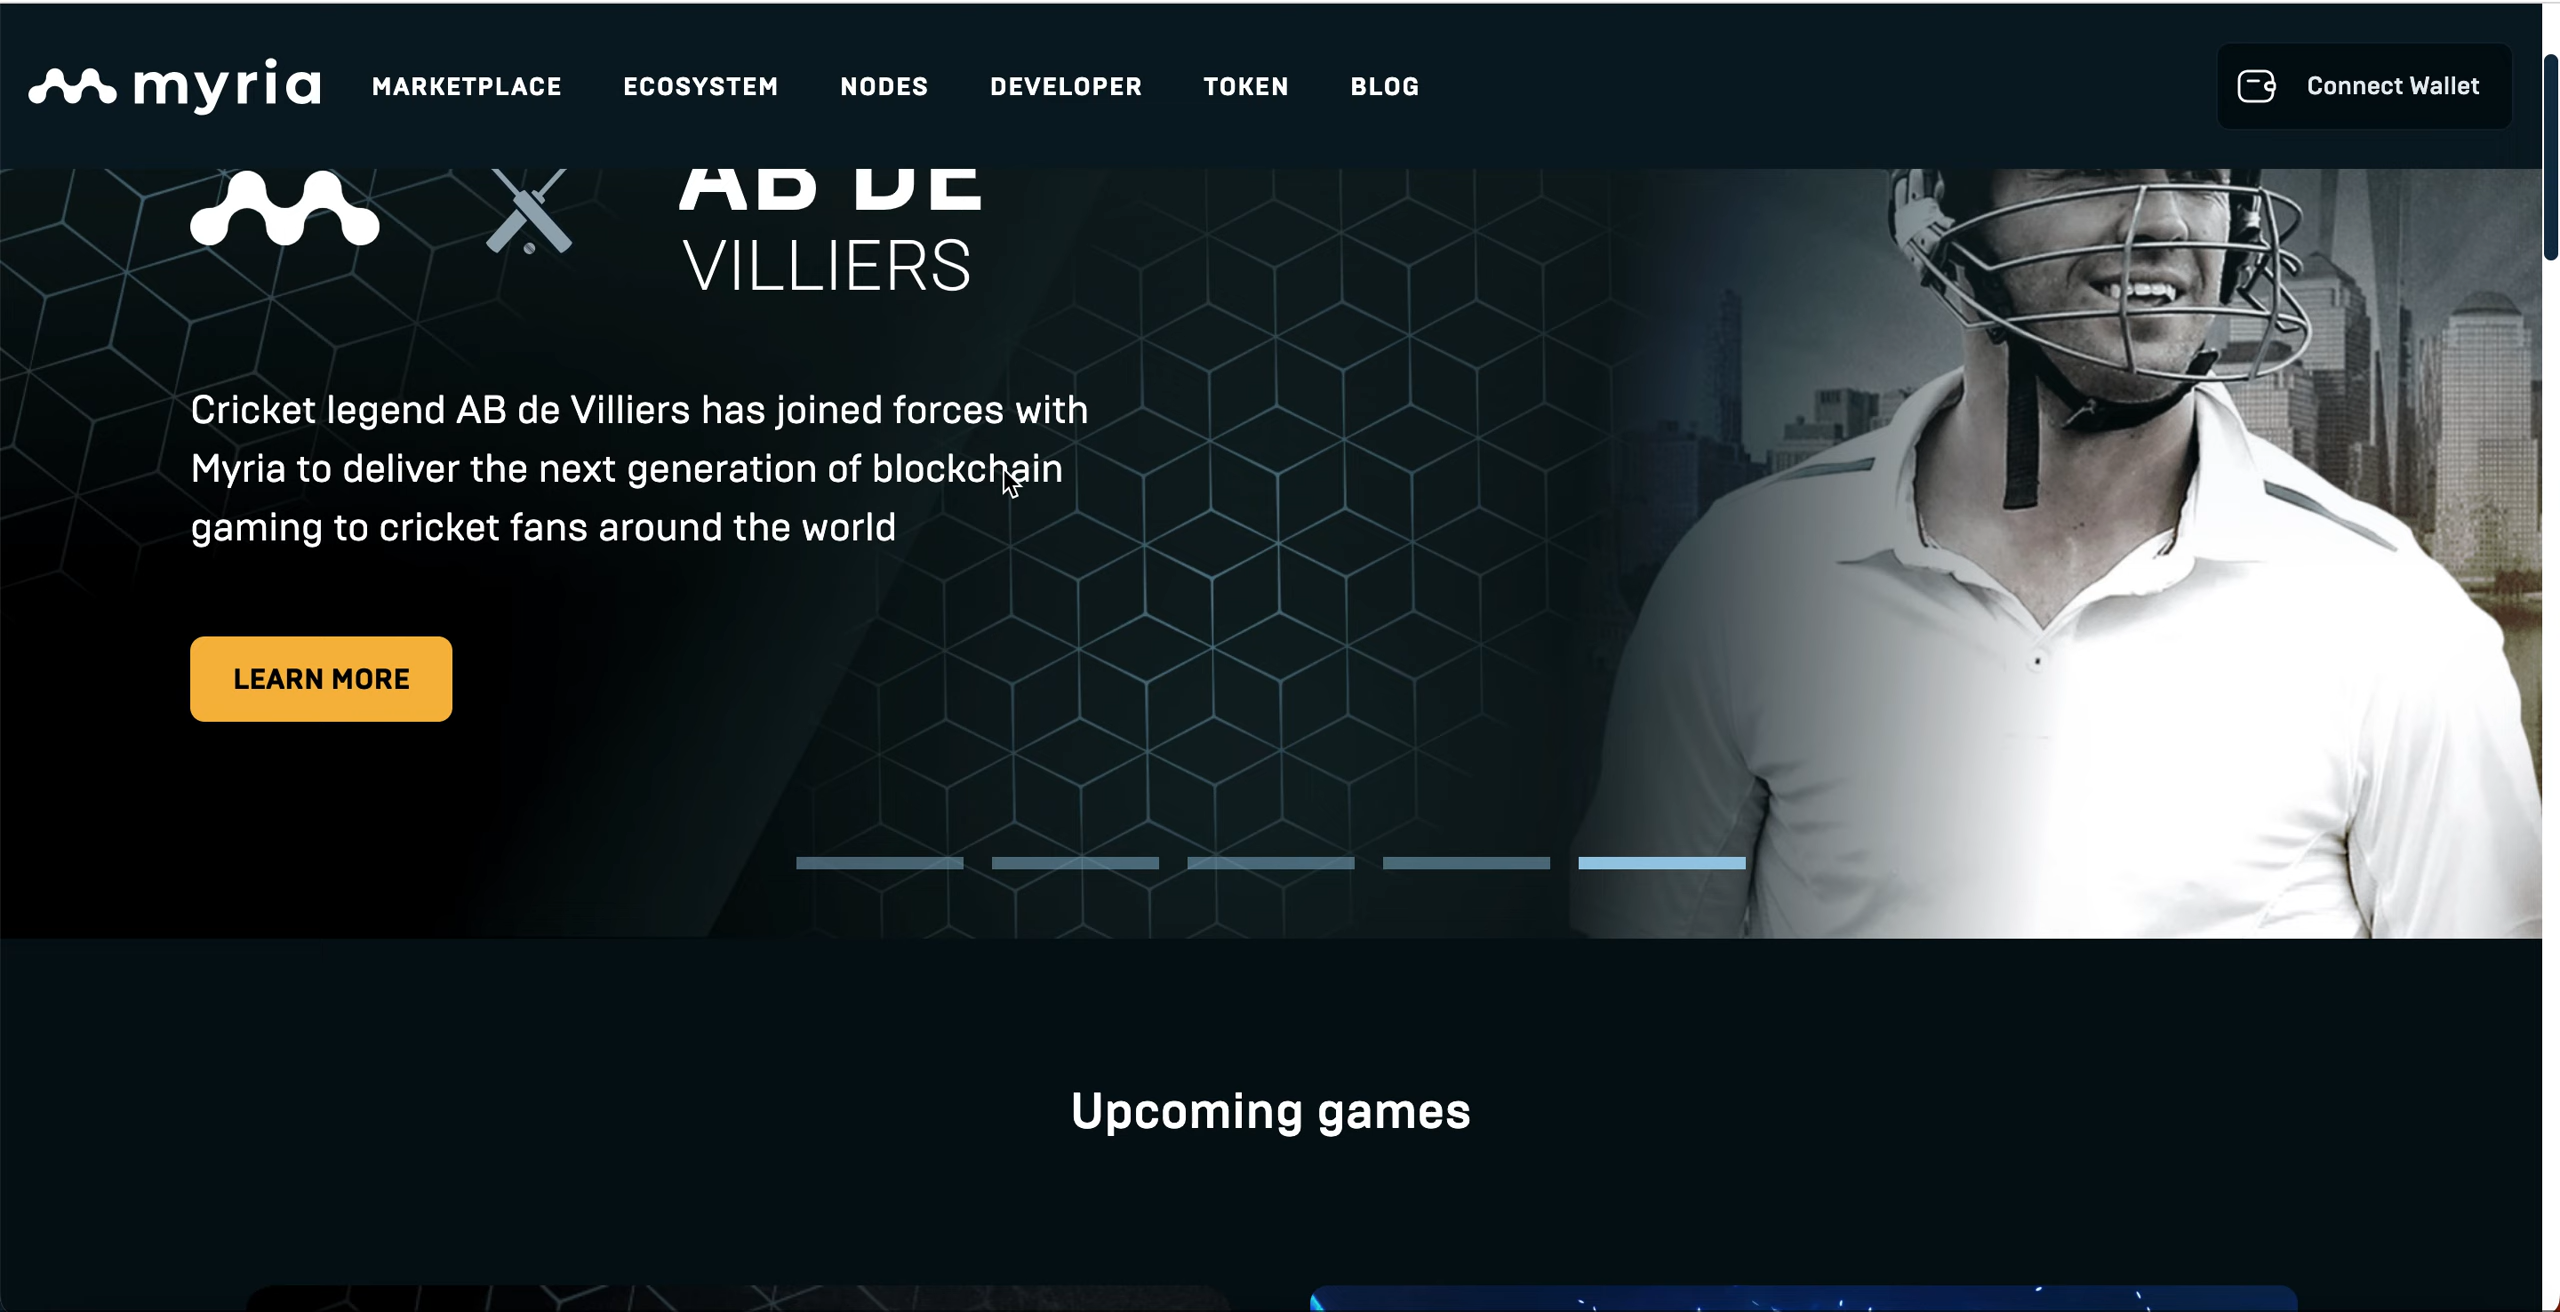 myria
MARKETPLACE
ECOSYSTEM
NODES
DEVELOPER
TOKEN
BLOG
Connect Wallet
AB DE
VILLIERS
Cricket legend AB de Villiers has joined forces with
Myria to deliver the next generation of blockchain
gaming to cricket fans around the world
LEARN MORE
Upcoming games